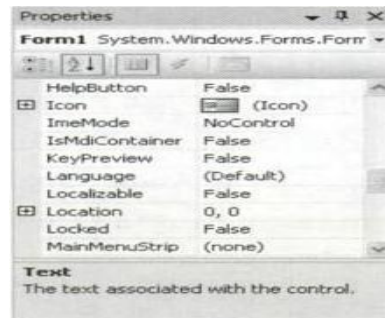 Properties
Form1 System.Windows.Forms.Form
HelpButton False
Icon (Icon)
ImeMode NoControl
IsMdiContainer False
KeyPreview False
Language (Default)
Localizable False
Location 0, 0
Locked False
MainMenuStrip (none)
Text
The text associated with the control.